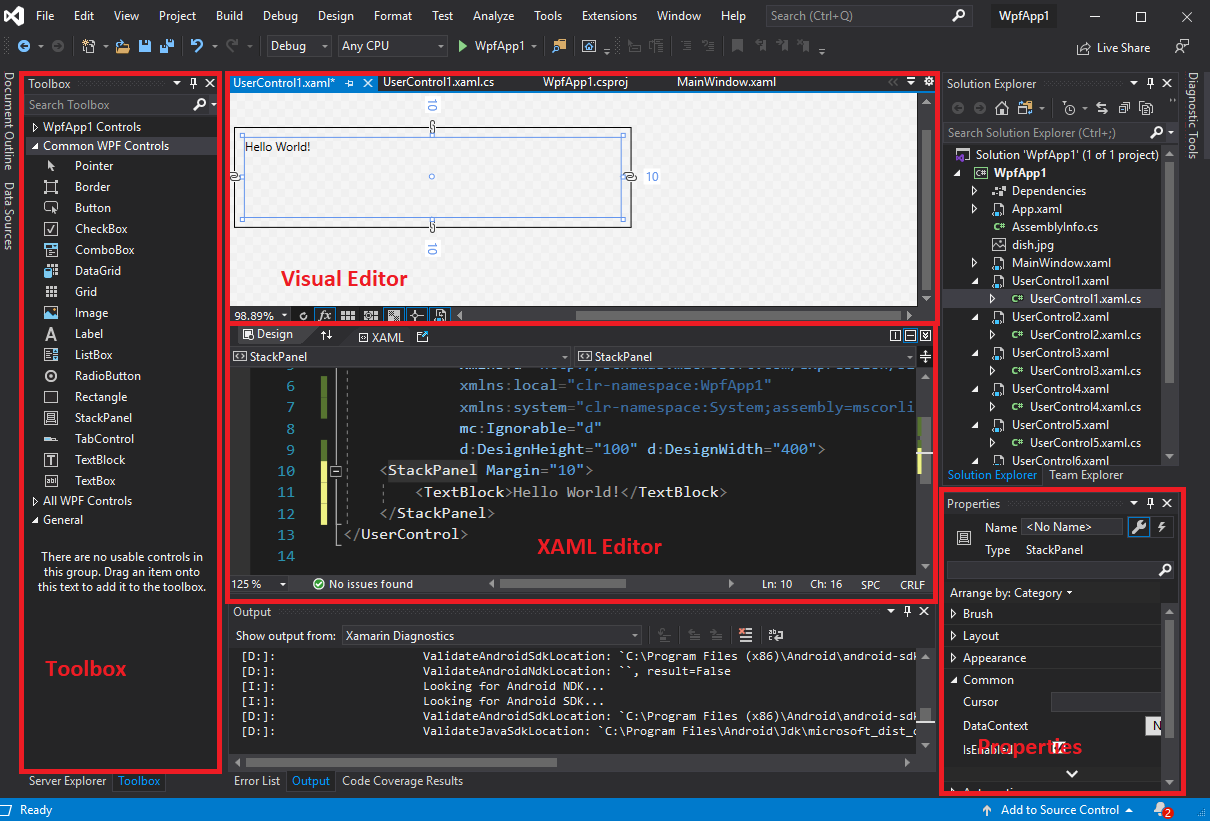 File Edit View Project Build Debug Design Format Test Analyze Tools Extensions Window Help Search (Ctrl+Q) WpfApp1
Debug Any CPU WpfApp1 Live Share
Document Outline
Data Sources
Toolbox
Search Toolbox
WpfApp1 Controls
Common WPF Controls
Pointer
Border
Button
CheckBox
ComboBox
DataGrid
Grid
Image
Label
ListBox
RadioButton
Rectangle
StackPanel
TabControl
TextBlock
TextBox
All WPF Controls
General
There are no usable controls in
this group. Drag an item onto
this text to add it to the toolbox.
Toolbox
Server Explorer Toolbox
UserControl1.xaml* UserControl1.xaml.cs WpfApp1.csproj MainWindow.xaml
10
Hello World!
10
10
Visual Editor
98.89% fx
Design XAML
StackPanel StackPanel
6 xmlns:local="clr-namespace:WpfApp1"
7 xmlns:system="clr-namespace:System;assembly=mscorli
8 mc:Ignorable="d"
9 d:DesignHeight="100" d:DesignWidth="400">
10 <StackPanel Margin="10">
11 <TextBlock>Hello World!</TextBlock>
12 </StackPanel>
13 </UserControl>
14
XAML Editor
125 % No issues found Ln: 10 Ch: 16 SPC CRLF
Output
Show output from: Xamarin Diagnostics
[D:]: ValidateAndroidSdkLocation: `C:\Program Files (x86)\Android\android-sdk
[D:]: ValidateAndroidNdkLocation: ``, result=False
[I:]: Looking for Android NDK...
[I:]: Looking for Android SDK...
[D:]: ValidateAndroidSdkLocation: `C:\Program Files (x86)\Android\android-sdk
[D:]: ValidateJavaSdkLocation: `C:\Program Files\Android\Jdk\microsoft_dist_o
Error List Output Code Coverage Results
Solution Explorer
Search Solution Explorer (Ctrl+;)
Solution 'WpfApp1' (1 of 1 project)
C# WpfApp1
Dependencies
App.xaml
C# AssemblyInfo.cs
dish.jpg
MainWindow.xaml
UserControl1.xaml
C# UserControl1.xaml.cs
UserControl2.xaml
C# UserControl2.xaml.cs
UserControl3.xaml
C# UserControl3.xaml.cs
UserControl4.xaml
C# UserControl4.xaml.cs
UserControl5.xaml
C# UserControl5.xaml.cs
UserControl6.xaml
Solution Explorer Team Explorer
Diagnostic Tools
Properties
Name <No Name>
Type StackPanel
Arrange by: Category
Brush
Layout
Appearance
Common
Cursor
DataContext N
IsEnabled
Properties
Ready Add to Source Control 2